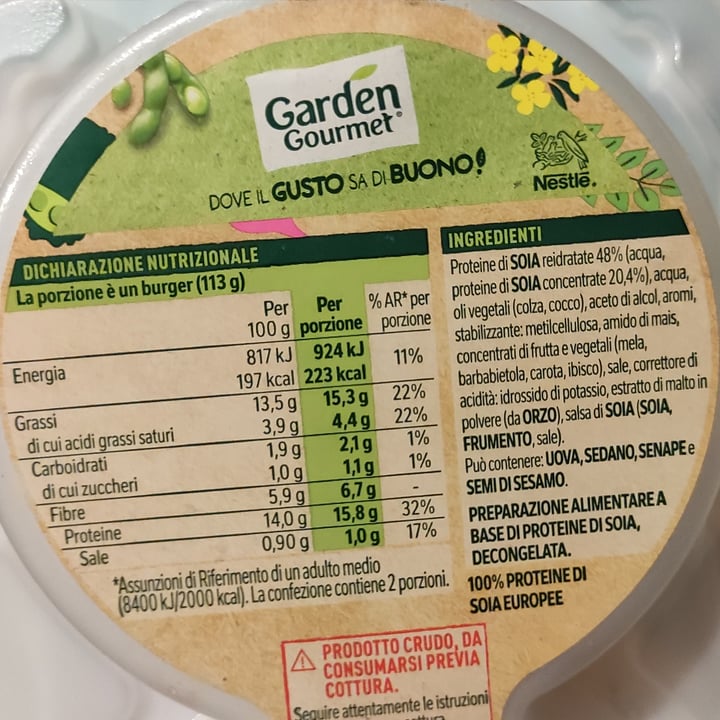 Garden
Gourmet®
DOVE IL GUSTO SA DI BUONO!
Nestlé.
DICHIARAZIONE NUTRIZIONALE
La porzione è un burger (113 g)
Per 100 g Per porzione % AR* per porzione
Energia 817 kJ 924 kJ 11%
197 kcal 223 kcal
Grassi 13,5 g 15,3 g 22%
di cui acidi grassi saturi 3,9 g 4,4 g 22%
Carboidrati 1,9 g 2,1 g 1%
di cui zuccheri 1,0 g 1,1 g 1%
Fibre 5,9 g 6,7 g -
Proteine 14,0 g 15,8 g 32%
Sale 0,90 g 1,0 g 17%
*Assunzioni di Riferimento di un adulto medio
(8400 kJ/2000 kcal). La confezione contiene 2 porzioni.
INGREDIENTI
Proteine di SOIA reidratate 48% (acqua,
proteine di SOIA concentrate 20,4%), acqua,
oli vegetali (colza, cocco), aceto di alcol, aromi,
stabilizzante: metilcellulosa, amido di mais,
concentrati di frutta e vegetali (mela,
barbabietola, carota, ibisco), sale, correttore di
acidità: idrossido di potassio, estratto di malto in
polvere (da ORZO), salsa di SOIA (SOIA,
FRUMENTO, sale).
Può contenere: UOVA, SEDANO, SENAPE e
SEMI DI SESAMO.
PREPARAZIONE ALIMENTARE A
BASE DI PROTEINE DI SOIA,
DECONGELATA.
100% PROTEINE DI
SOIA EUROPEE
PRODOTTO CRUDO, DA
CONSUMARSI PREVIA
COTTURA.
Seguire attentamente le istruzioni